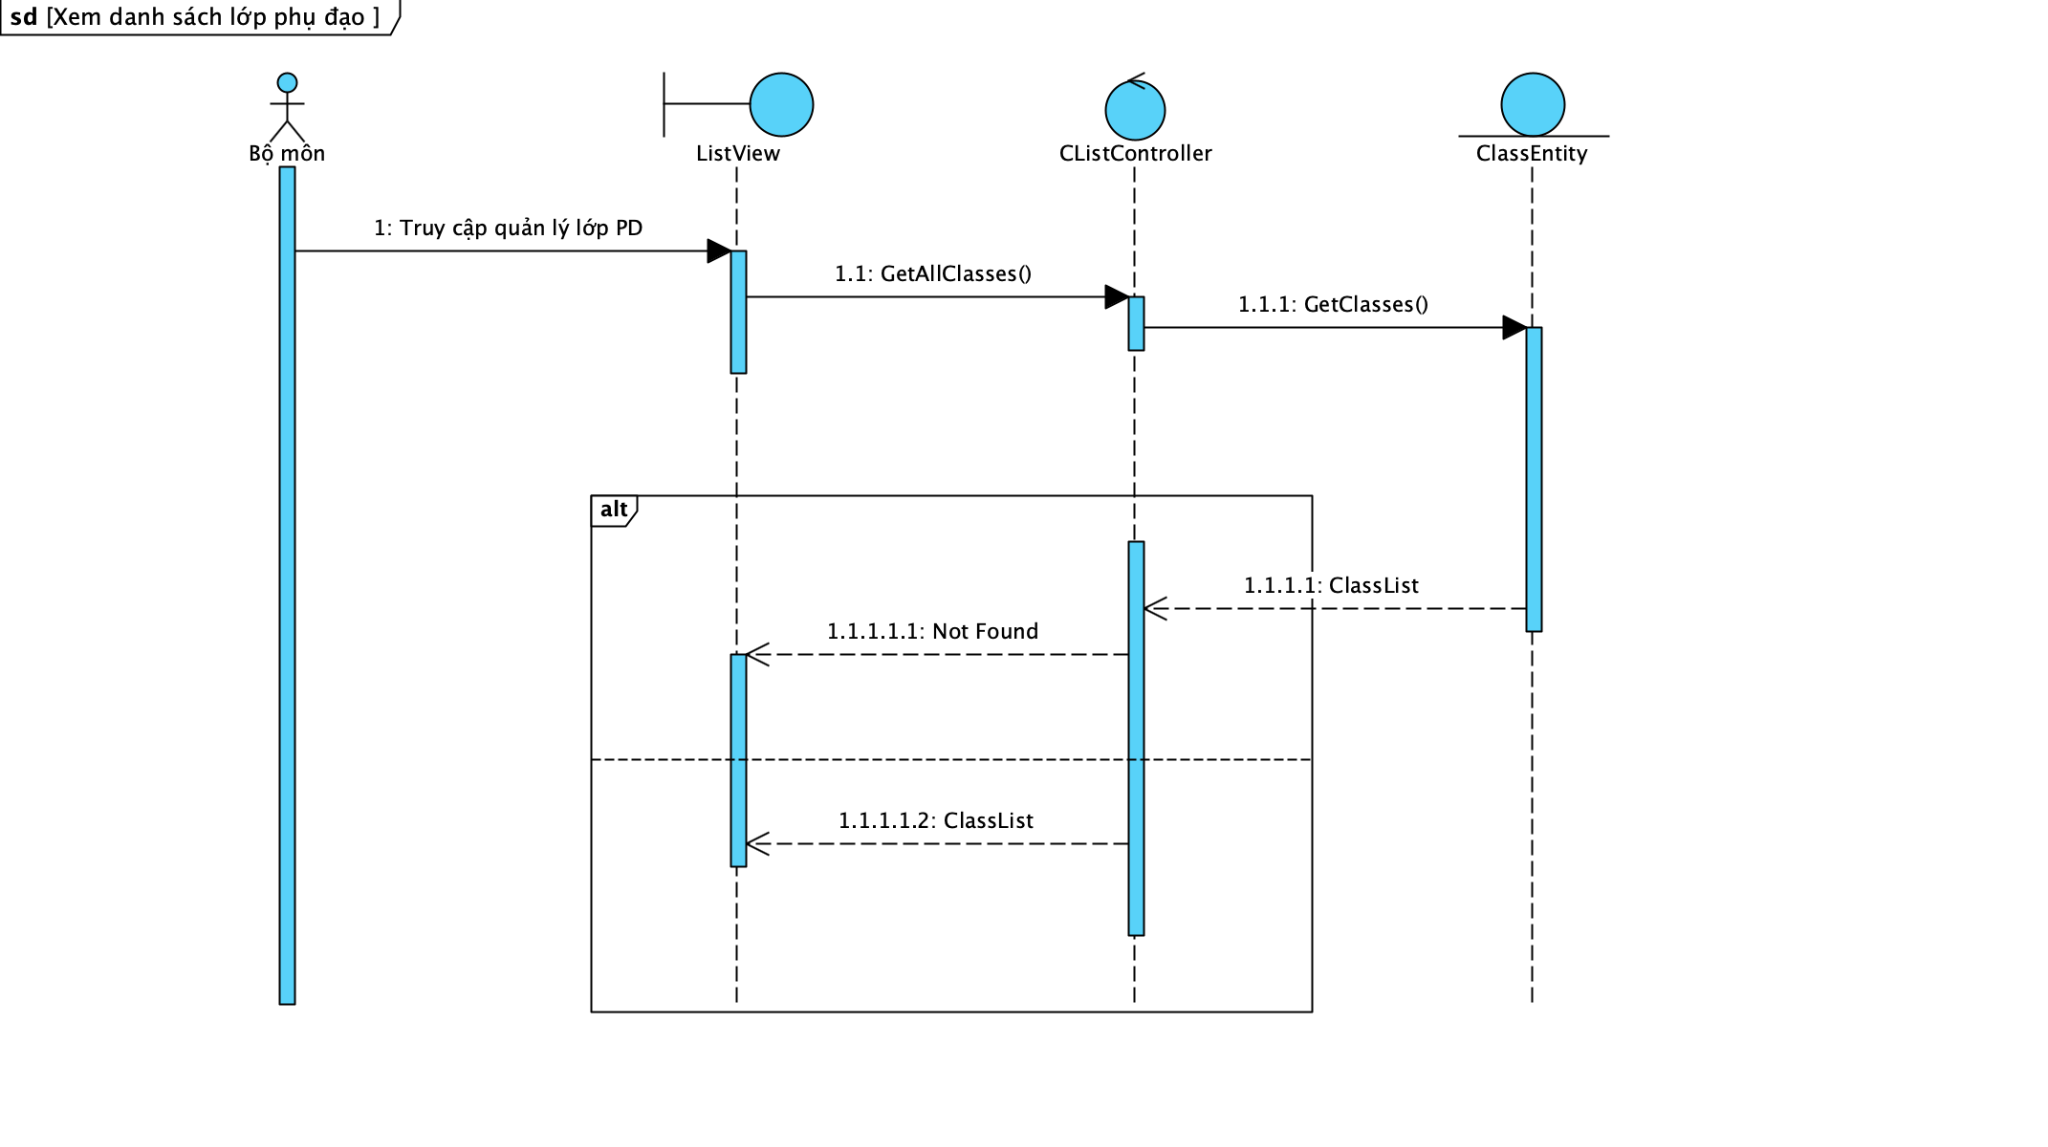 sd [Xem danh sách lớp phụ đạo ]
Bộ môn
ListView
CListController
ClassEntity
1: Truy cập quản lý lớp PD
1.1: GetAllClasses()
1.1.1: GetClasses()
alt
1.1.1.1: ClassList
1.1.1.1.1: Not Found
1.1.1.1.2: ClassList